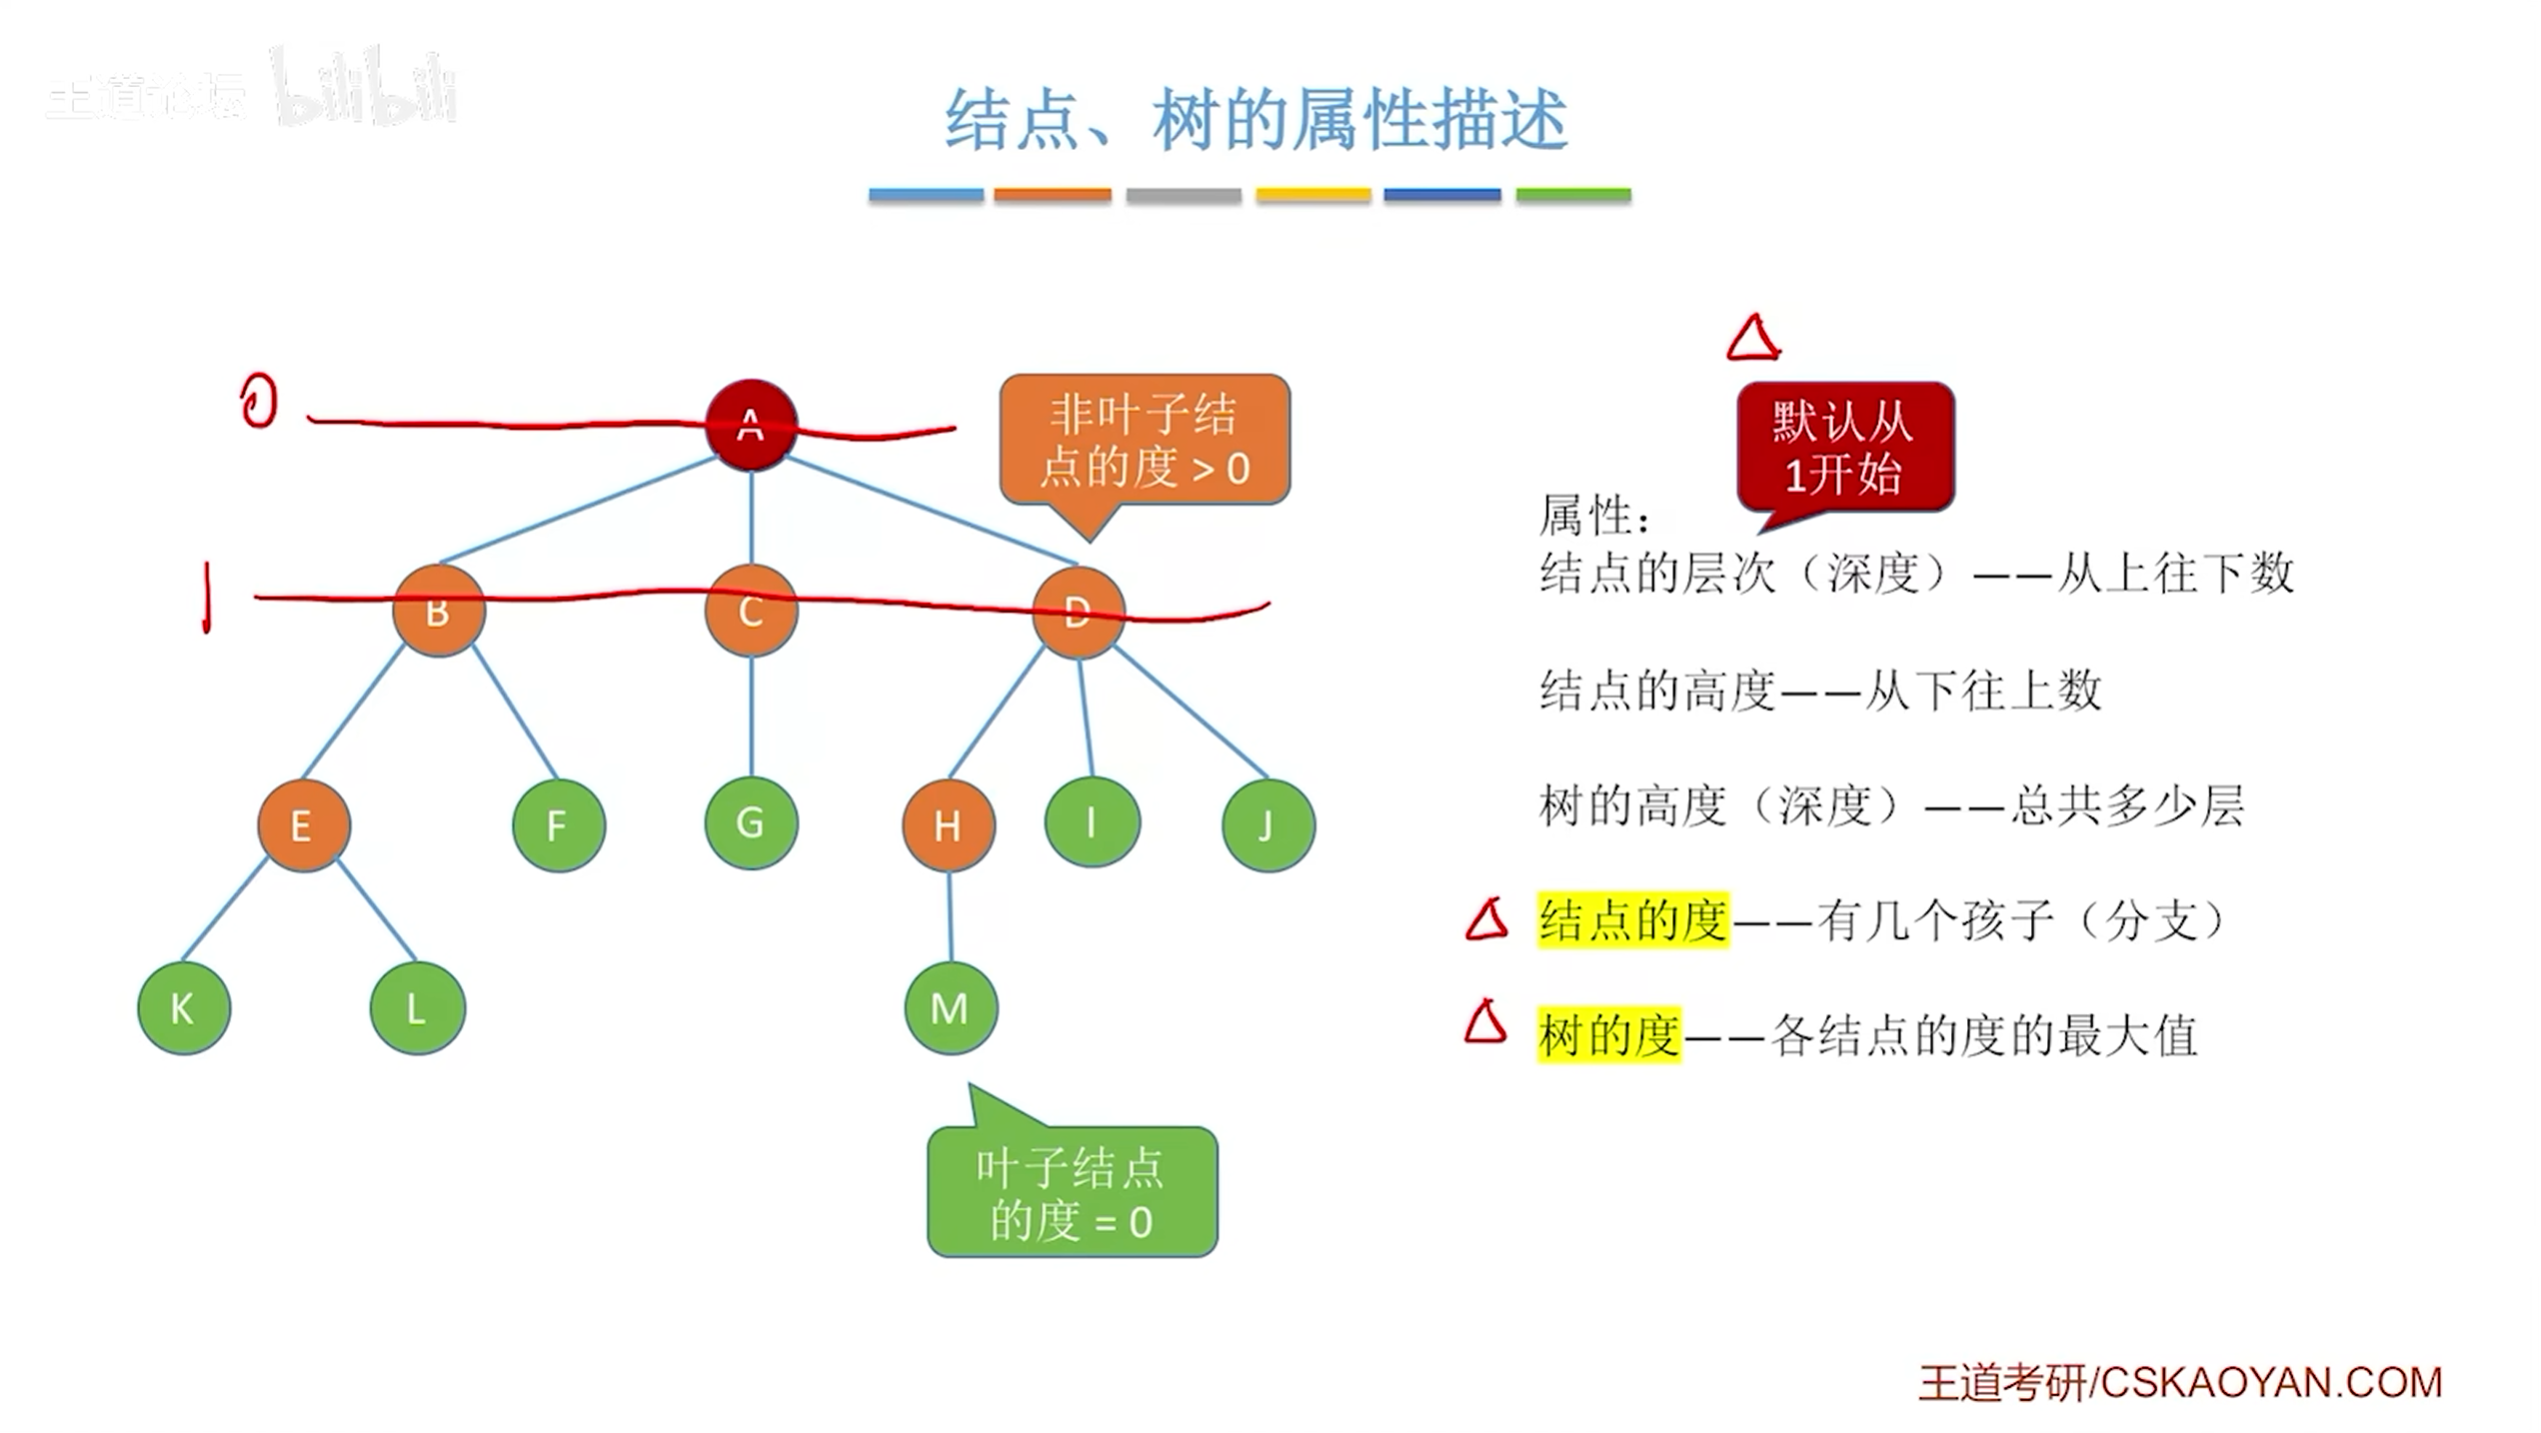 王道论坛 bilibili
结点、树的属性描述
0
A
非叶子结
点的度 > 0
默认从
1开始
属性：
结点的层次（深度）——从上往下数
1
B
C
D
结点的高度——从下往上数
树的高度（深度）——总共多少层
E
F
G
H
I
J
结点的度——有几个孩子（分支）
K
L
M
树的度——各结点的度的最大值
叶子结点
的度 = 0
王道考研/CSKAOYAN.COM